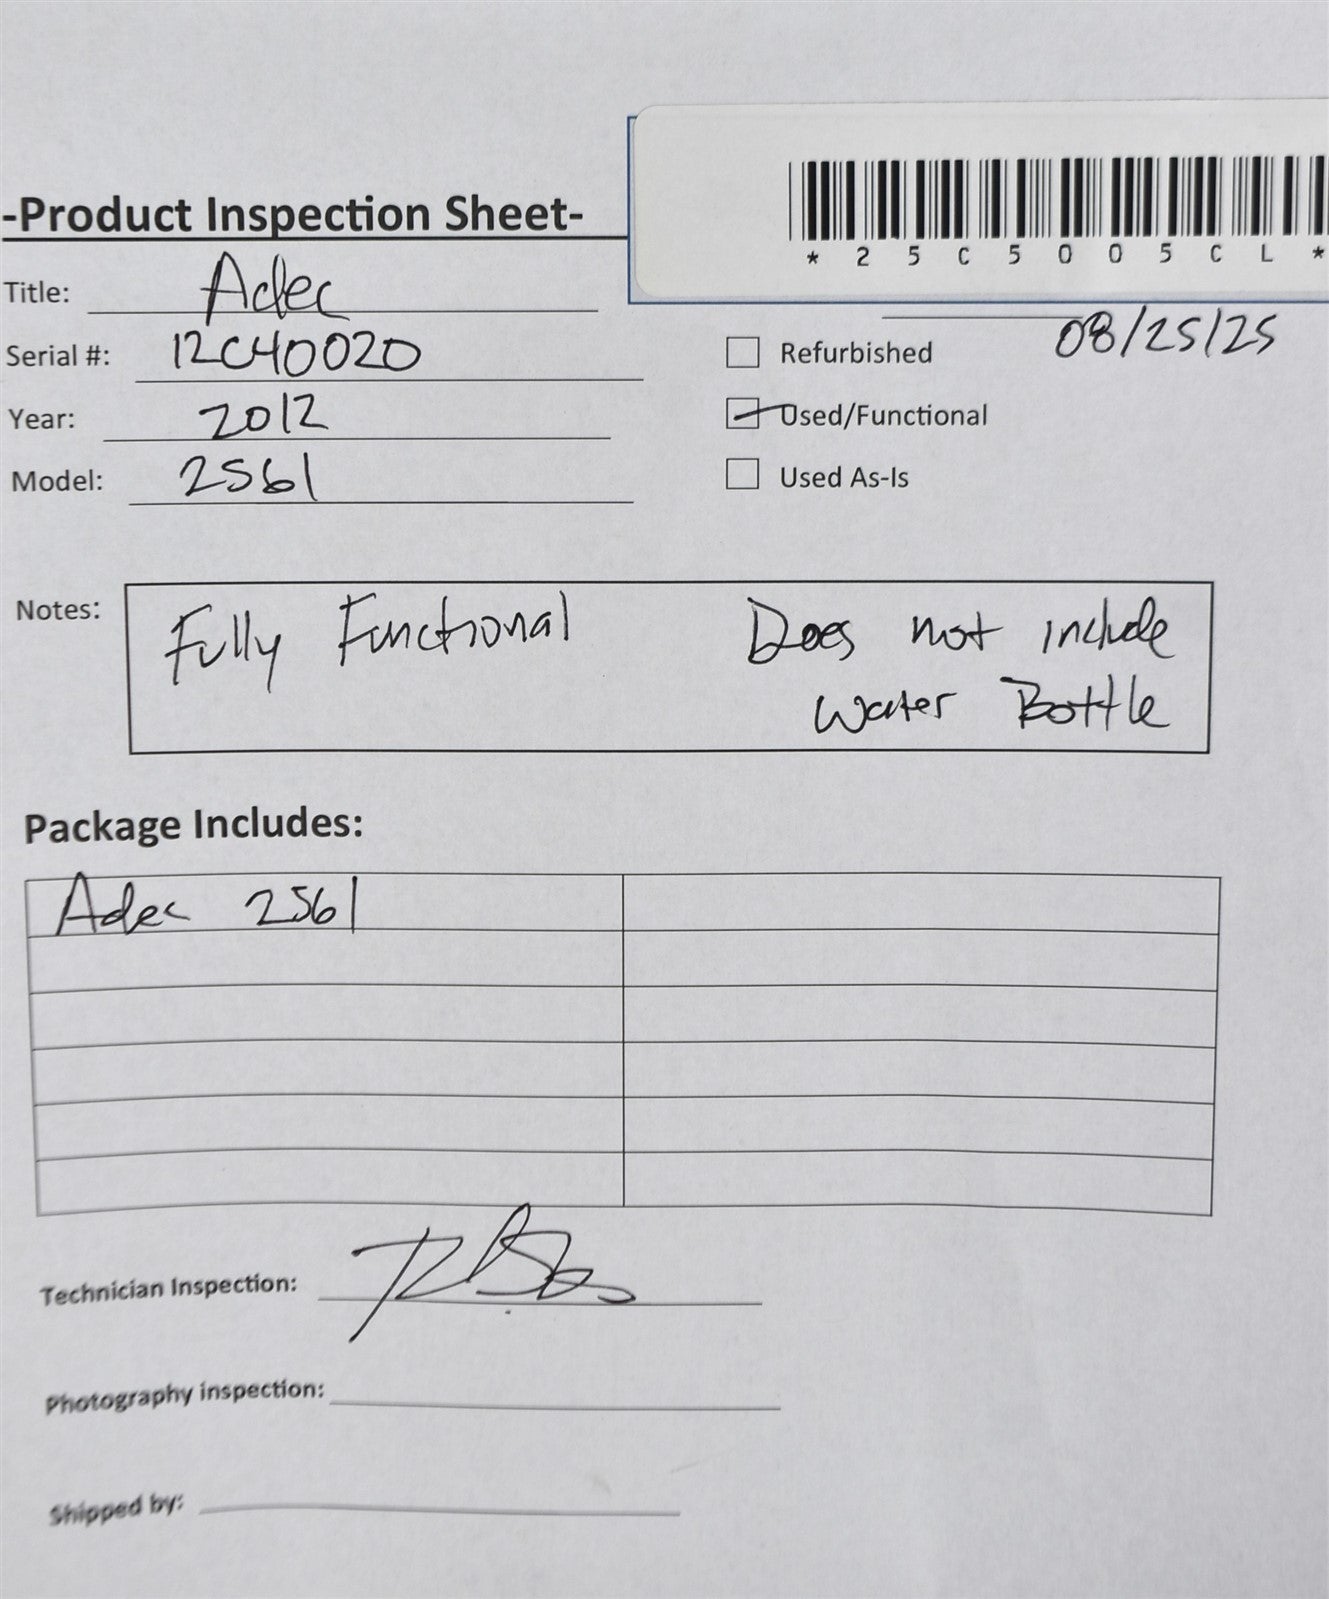 *25C5005CL*
-Product Inspection Sheet-
Title: Adec
Serial #: 12C40020
Year: 2012
Model: 2561
08/25/25
Refurbished
Used/Functional
Used As-Is
Notes: Fully Functional
Does not include
Water Bottle
Package Includes:
Adec 2561
Technician Inspection:
Photography inspection:
Shipped by: